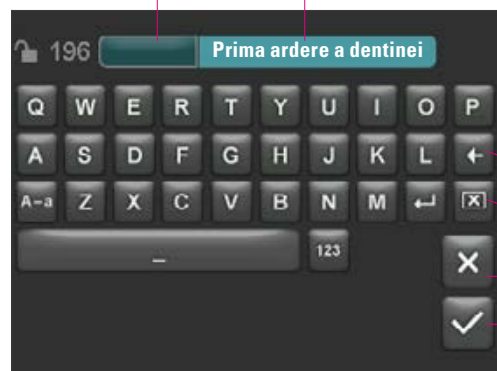 196 Prima ardere a dentinei
Q W E R T Y U I O P
A S D F G H J K L
A-a Z X C V B N M
_ 123